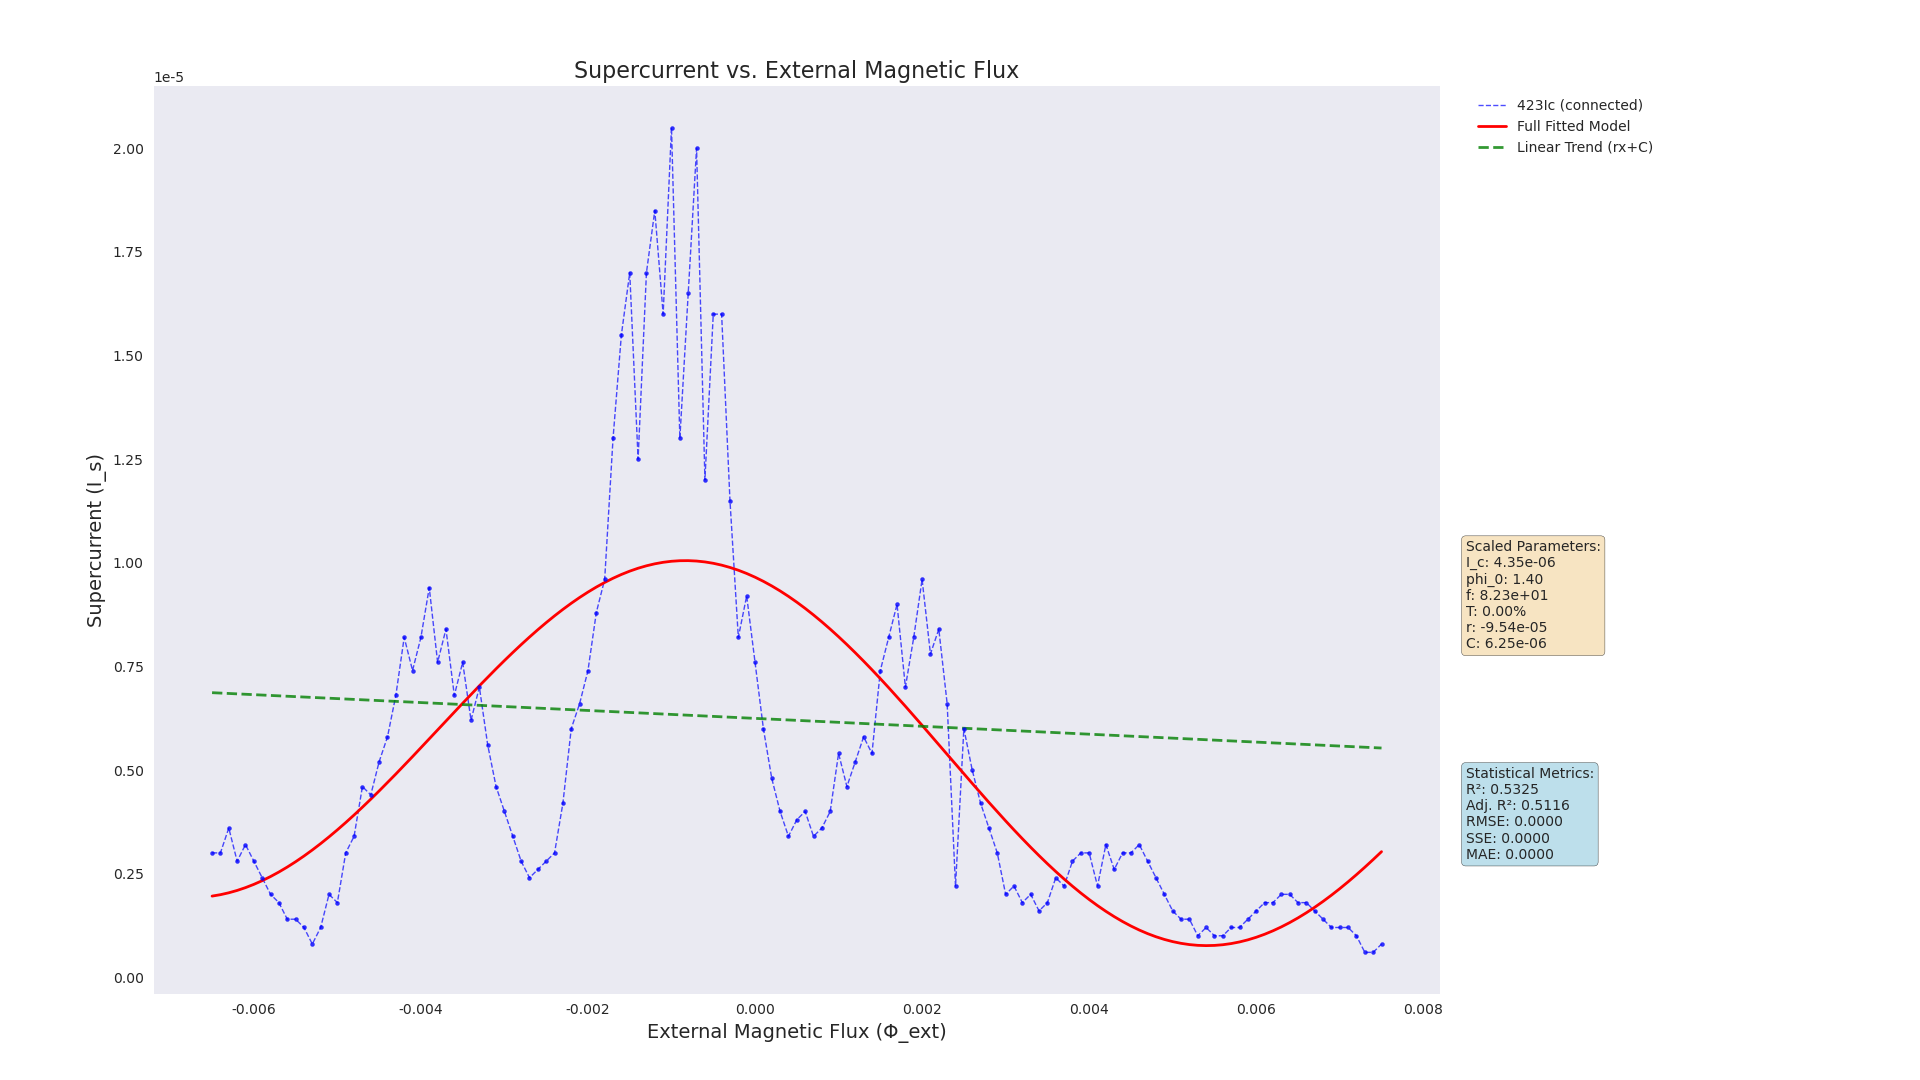 Supercurrent vs. External Magnetic Flux
1e-5
2.00
1.75
1.50
1.25
1.00
0.75
0.50
0.25
0.00
Supercurrent (I_s)
-0.006 -0.004 -0.002 0.000 0.002 0.004 0.006 0.008
External Magnetic Flux (Φ_ext)
423Ic (connected)
Full Fitted Model
Linear Trend (rx+C)
Scaled Parameters:
I_c: 4.35e-06
phi_0: 1.40
f: 8.23e+01
T: 0.00%
r: -9.54e-05
C: 6.25e-06
Statistical Metrics:
R²: 0.5325
Adj. R²: 0.5116
RMSE: 0.0000
SSE: 0.0000
MAE: 0.0000